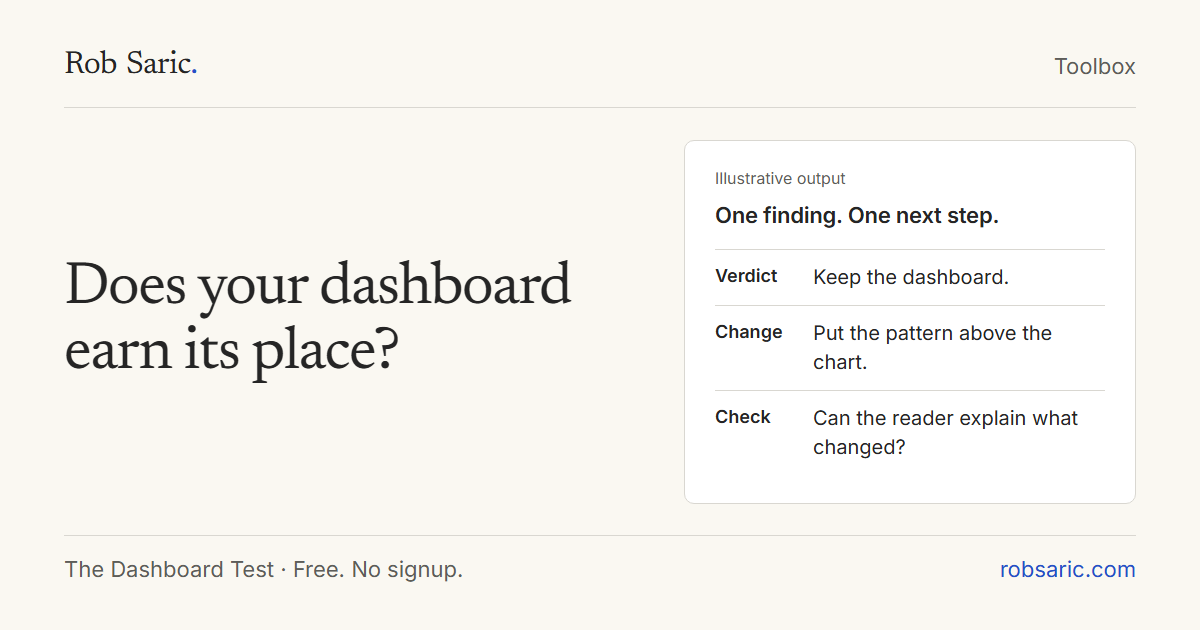 Rob Saric.
Toolbox
Does your dashboard
earn its place?
Illustrative output
One finding. One next step.
Verdict Keep the dashboard.
Change Put the pattern above the
chart.
Check Can the reader explain what
changed?
The Dashboard Test · Free. No signup.
robsaric.com